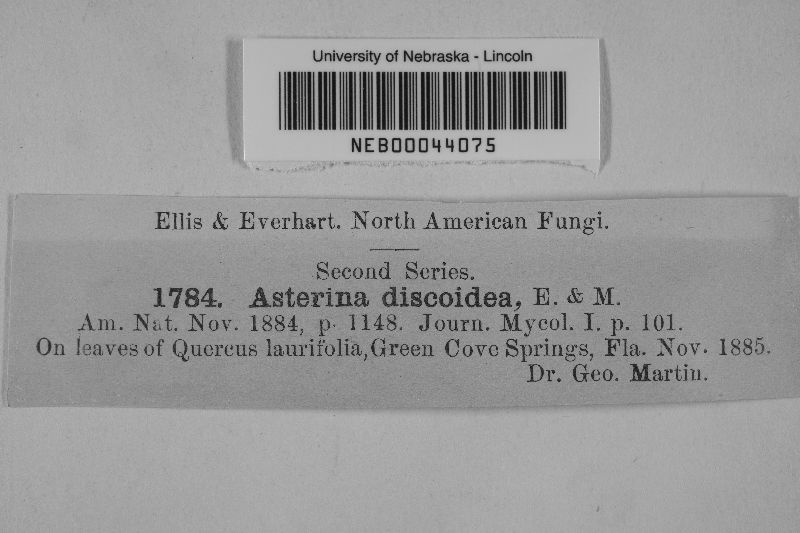 University of Nebraska - Lincoln
NEB00044075
Ellis & Everhart. North American Fungi.
Second Series.
1784. Asterina discoidea, E. & M.
Am. Nat. Nov. 1884, p. 1148. Journ. Mycol. I. p. 101.
On leaves of Quercus laurifolia, Green Cove Springs, Fla. Nov. 1885.
Dr. Geo. Martin.